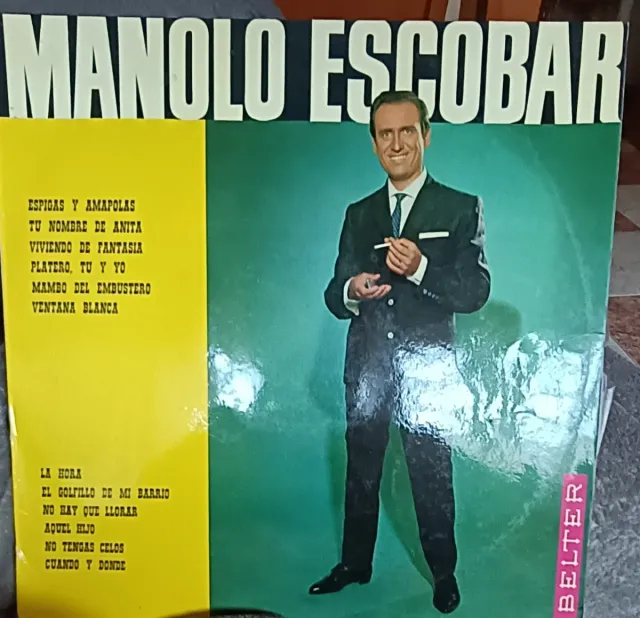 MANOLO ESCOBAR
ESPIGAS Y AMAPOLAS
TU NOMBRE DE ANITA
VIVIENDO DE FANTASIA
PLATERO, TU Y YO
MAMBO DEL EMBUSTERO
VENTANA BLANCA
LA HORA
EL GOLFILLO DE MI BARRIO
NO HAY QUE LLORAR
AQUEL HIJO
NO TENGAS CELOS
CUANDO Y DONDE
BELTER